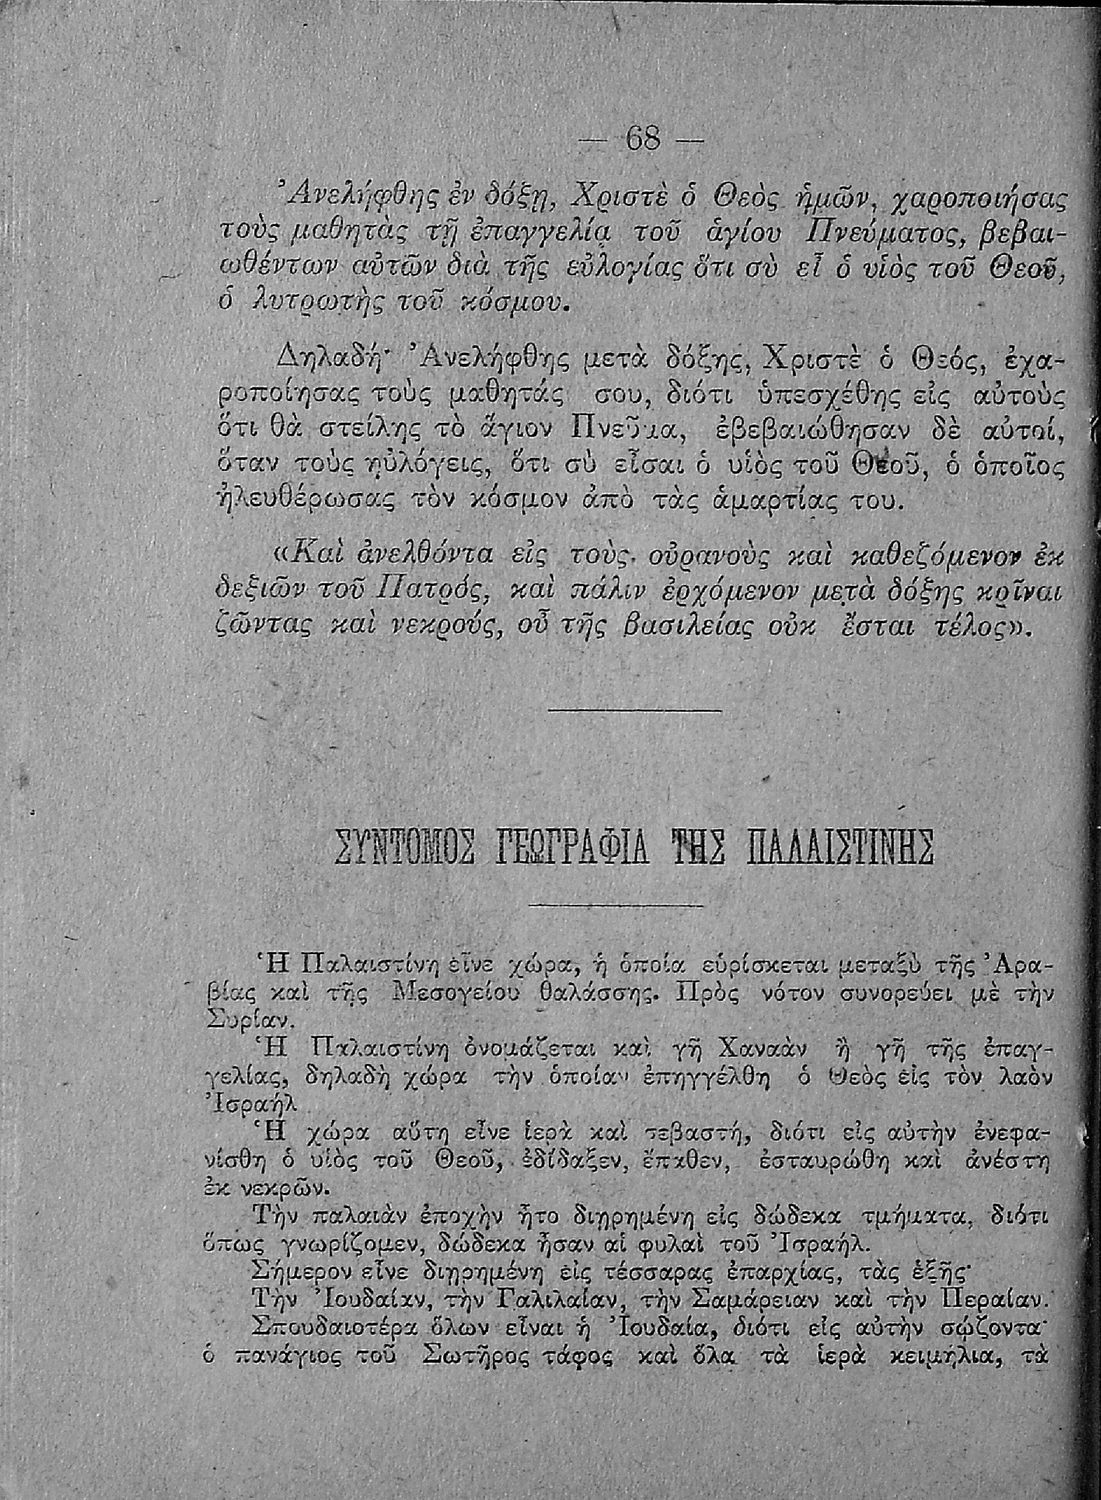 — 68 —
Ἀνελήφθης ἐν δόξῃ, Χριστὲ ὁ Θεὸς ἡμῶν, χαροποιήσας
τοὺς μαθητὰς τῇ ἐπαγγελίᾳ τοῦ ἁγίου Πνεύματος, βεβαι-
ωθέντων αὐτῶν διὰ τῆς εὐλογίας ὅτι σὺ εἶ ὁ υἱὸς τοῦ Θεοῦ,
ὁ λυτρωτὴς τοῦ κόσμου.
Δηλαδή· Ἀνελήφθης μετὰ δόξης, Χριστὲ ὁ Θεός, ἐχα-
ροποίησας τοὺς μαθητάς σου, διότι ὑπεσχέθης εἰς αὐτοὺς
ὅτι θὰ στείλῃς τὸ ἅγιον Πνεῦμα, ἐβεβαιώθησαν δὲ αὐτοί,
ὅταν τοὺς ηὐλόγεις, ὅτι σὺ εἶσαι ὁ υἱὸς τοῦ Θεοῦ, ὁ ὁποῖος
ἠλευθέρωσας τὸν κόσμον ἀπὸ τὰς ἁμαρτίας του.
«Καὶ ἀνελθόντα εἰς τοὺς οὐρανοὺς καὶ καθεζόμενον ἐκ
δεξιῶν τοῦ Πατρός, καὶ πάλιν ἐρχόμενον μετὰ δόξης κρῖναι
ζῶντας καὶ νεκρούς, οὗ τῆς βασιλείας οὐκ ἔσται τέλος».
ΣΥΝΤΟΜΟΣ ΓΕΩΓΡΑΦΙΑ ΤΗΣ ΠΑΛΑΙΣΤΙΝΗΣ
Ἡ Παλαιστίνη εἶνε χώρα, ἡ ὁποία εὑρίσκεται μεταξὺ τῆς Ἀρα-
βίας καὶ τῆς Μεσογείου θαλάσσης. Πρὸς νότον συνορεύει μὲ τὴν
Συρίαν.
Ἡ Παλαιστίνη ὀνομάζεται καὶ γῆ Χαναὰν ἢ γῆ τῆς ἐπαγ-
γελίας, δηλαδὴ χώρα τὴν ὁποίαν ἐπηγγέλθη ὁ Θεὸς εἰς τὸν λαὸν
Ἰσραήλ
Ἡ χώρα αὕτη εἶνε ἱερὰ καὶ σεβαστή, διότι εἰς αὐτὴν ἐνεφα-
νίσθη ὁ υἱὸς τοῦ Θεοῦ, ἐδίδαξεν, ἔπαθεν, ἐσταυρώθη καὶ ἀνέστη
ἐκ νεκρῶν.
Τὴν παλαιὰν ἐποχὴν ἦτο διῃρημένη εἰς δώδεκα τμήματα, διότι
ὅπως γνωρίζομεν, δώδεκα ἦσαν αἱ φυλαὶ τοῦ Ἰσραήλ.
Σήμερον εἶνε διῃρημένη εἰς τέσσαρας ἐπαρχίας, τὰς ἑξῆς·
Τὴν Ἰουδαίαν, τὴν Γαλιλαίαν, τὴν Σαμάρειαν καὶ τὴν Περαίαν.
Σπουδαιοτέρα ὅλων εἶναι ἡ Ἰουδαία, διότι εἰς αὐτὴν σῴζοντα·
ὁ πανάγιος τοῦ Σωτῆρος τάφος καὶ ὅλα τὰ ἱερὰ κειμήλια, τὰ